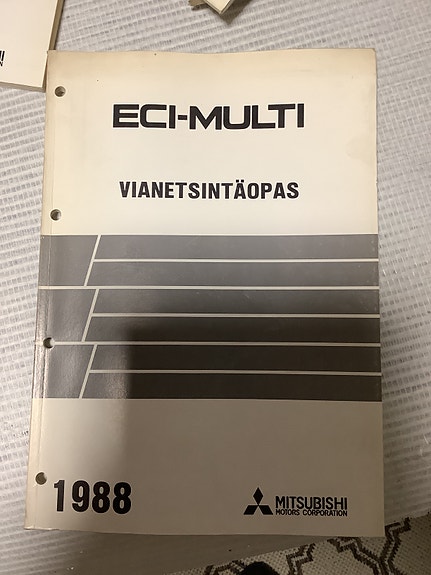 ECI-MULTI
VIANETSINTÄOPAS
1988
MITSUBISHI
MOTORS CORPORATION